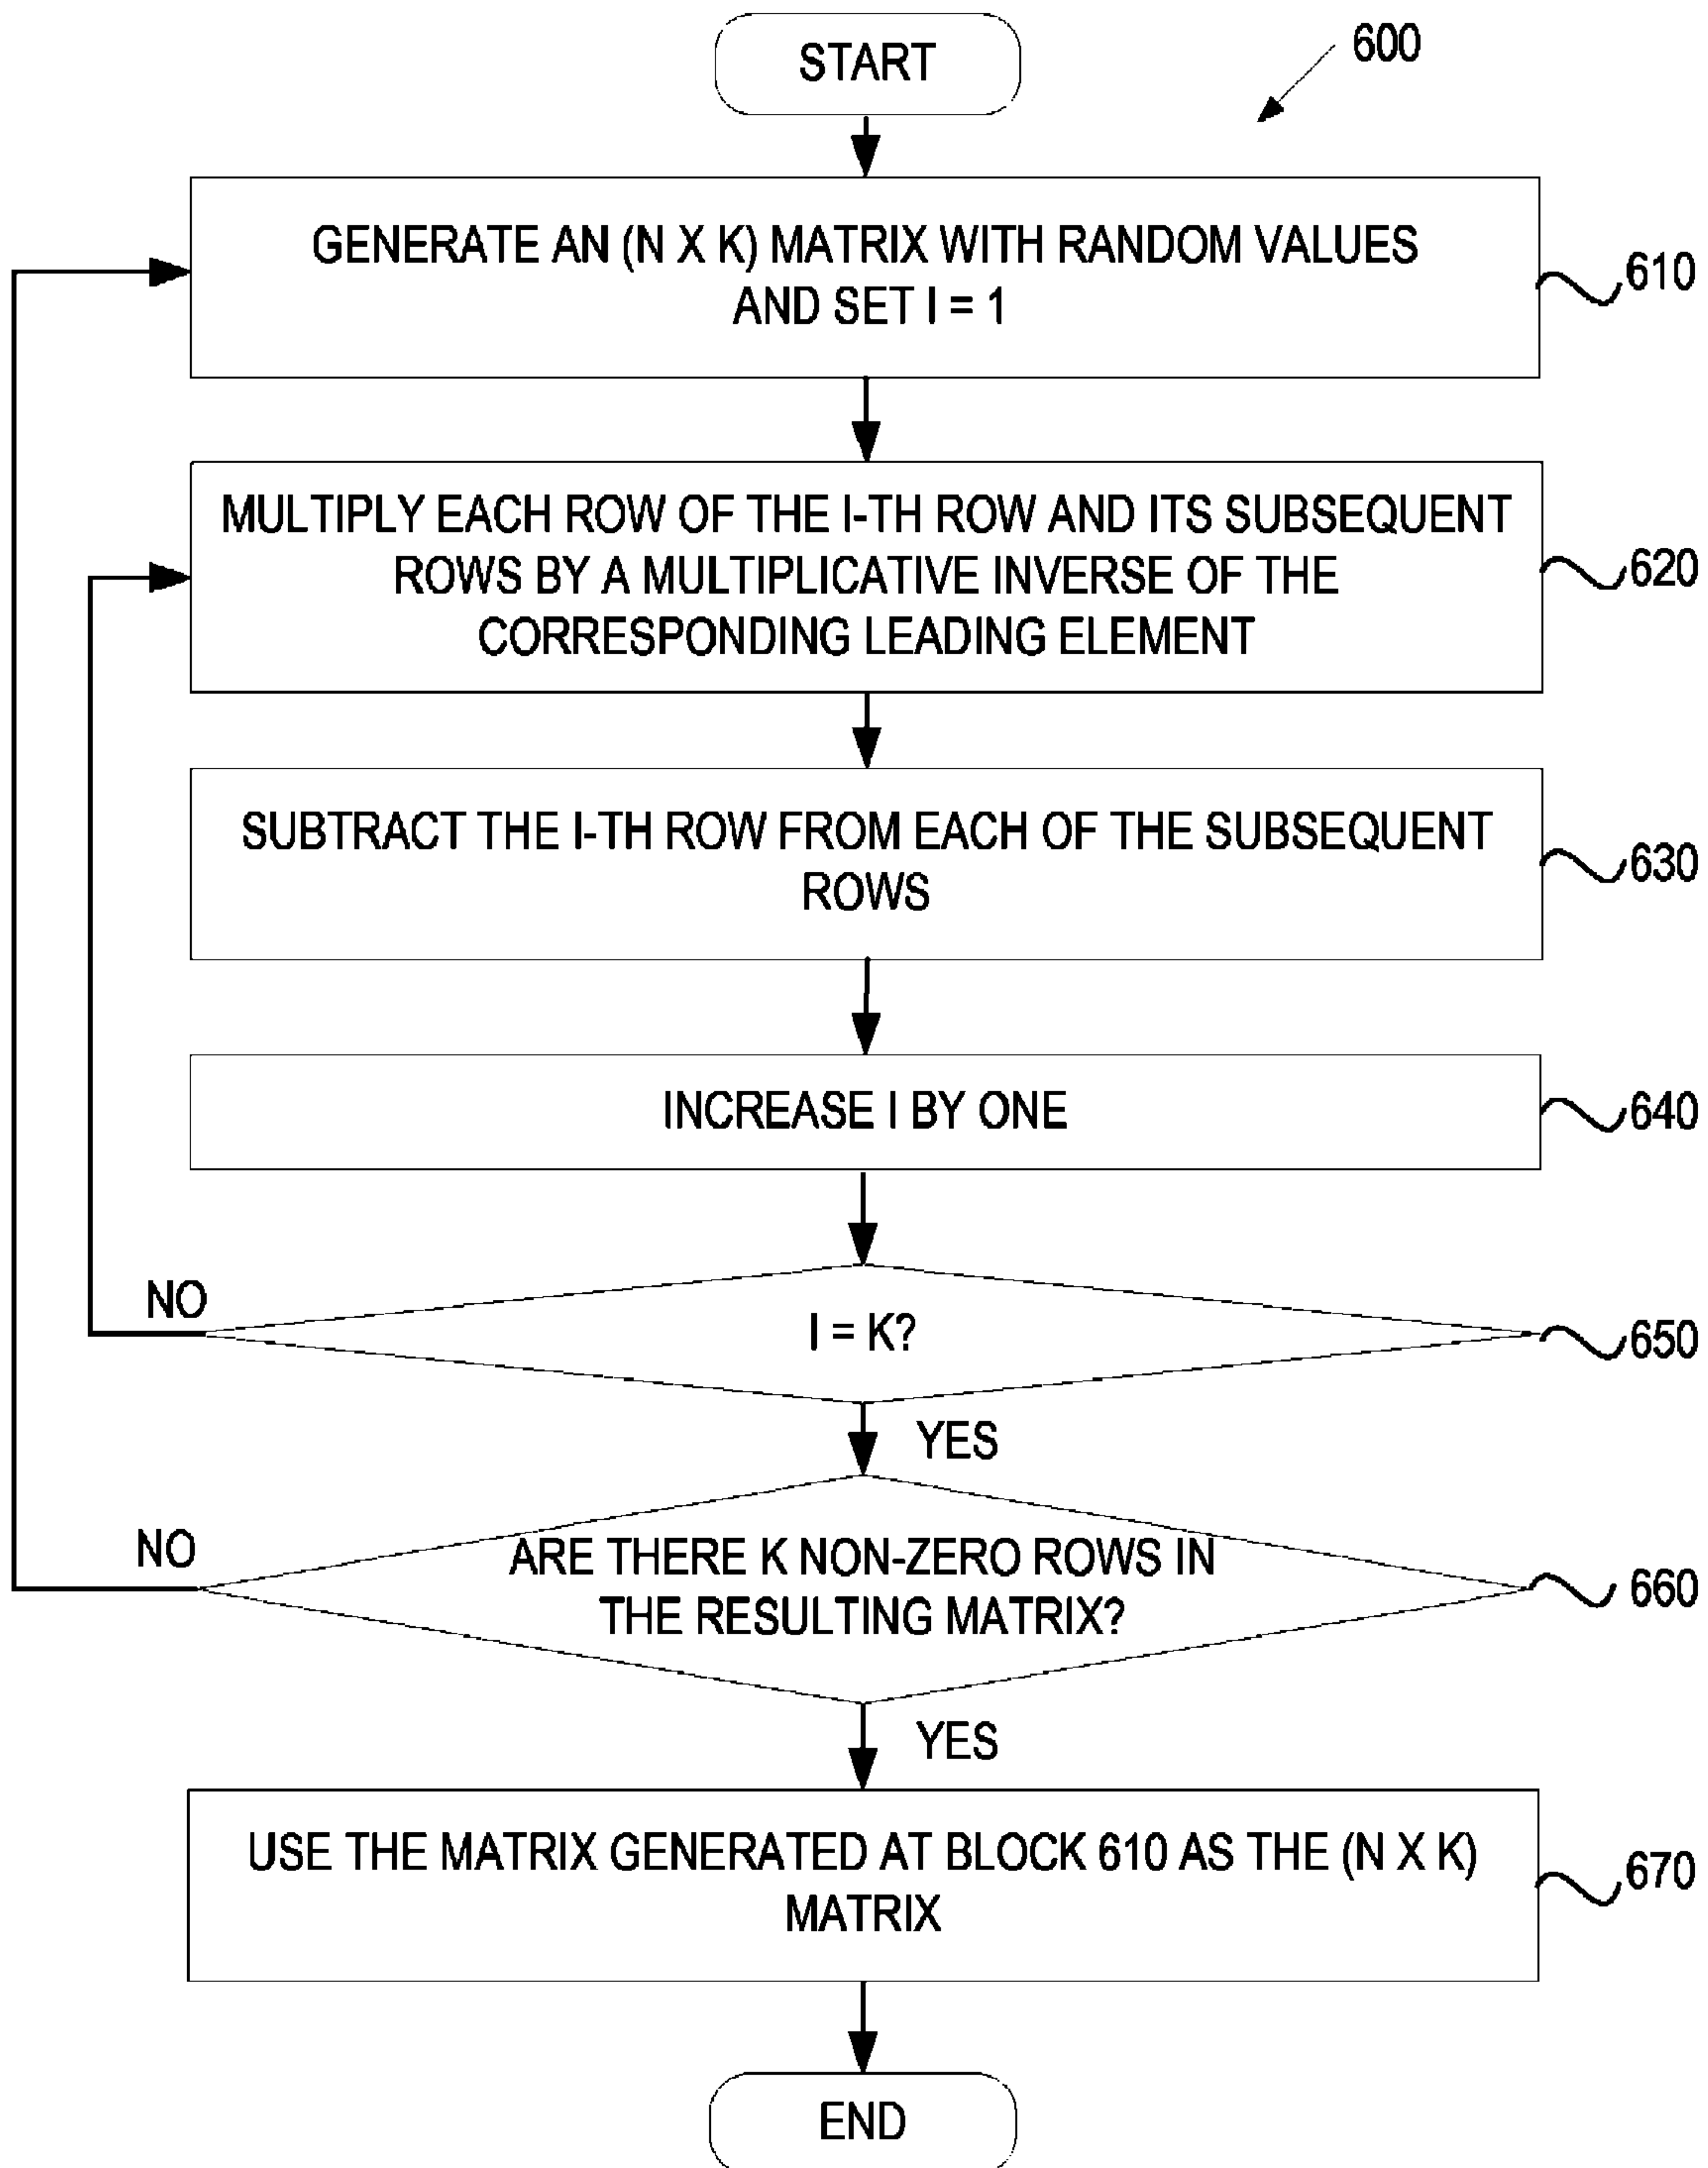 START
600
GENERATE AN (N X K) MATRIX WITH RANDOM VALUES
AND SET I = 1
610
MULTIPLY EACH ROW OF THE I-TH ROW AND ITS SUBSEQUENT
ROWS BY A MULTIPLICATIVE INVERSE OF THE
CORRESPONDING LEADING ELEMENT
620
SUBTRACT THE I-TH ROW FROM EACH OF THE SUBSEQUENT
ROWS
630
INCREASE I BY ONE
640
NO
I = K?
650
YES
NO
ARE THERE K NON-ZERO ROWS IN
THE RESULTING MATRIX?
660
YES
USE THE MATRIX GENERATED AT BLOCK 610 AS THE (N X K)
MATRIX
670
END